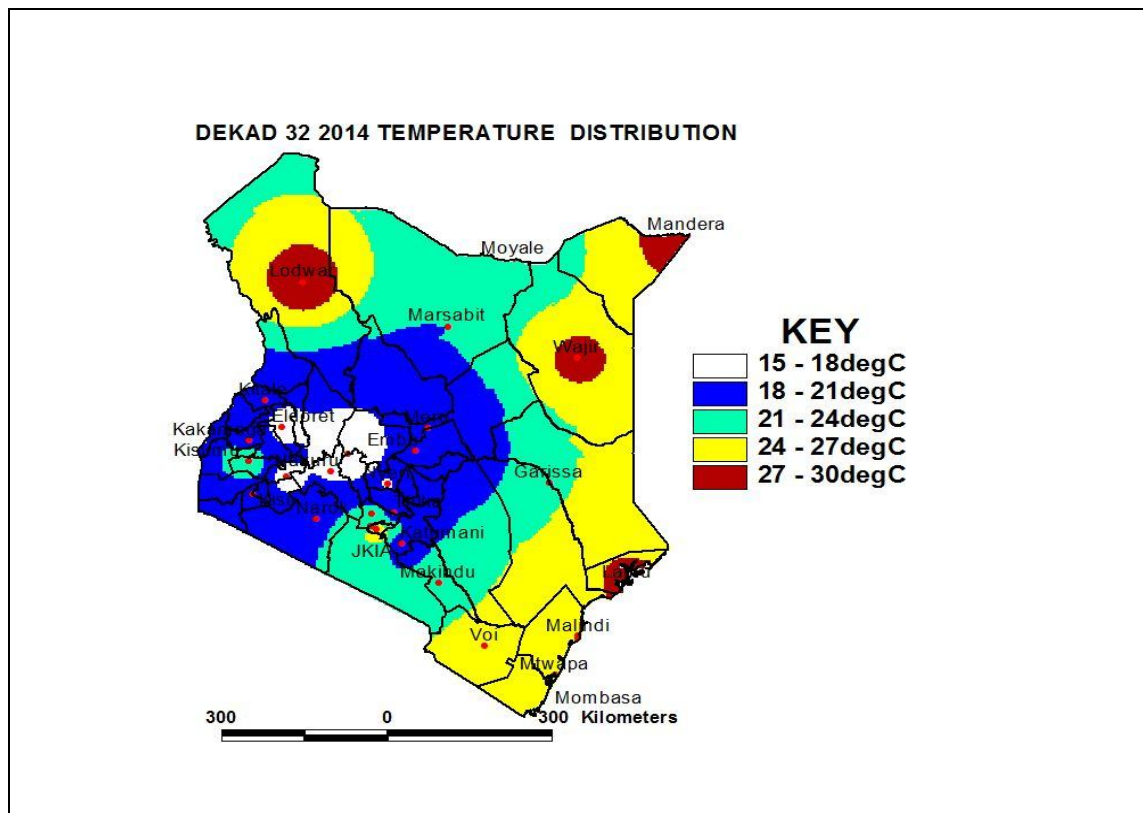 DEKAD 32 2014 TEMPERATURE DISTRIBUTION
Mandera
Moyale
Lodwar
Marsabit
KEY
15 - 18degC
18 - 21degC
21 - 24degC
24 - 27degC
27 - 30degC
Wajir
Kitale
Eldoret
Meru
Kakamega
Embu
Kisumu
Nakuru
Garissa
Narok
Katumani
JKIA
Makindu
Lamu
Voi
Malindi
Mtwapa
Mombasa
300 0 300 Kilometers